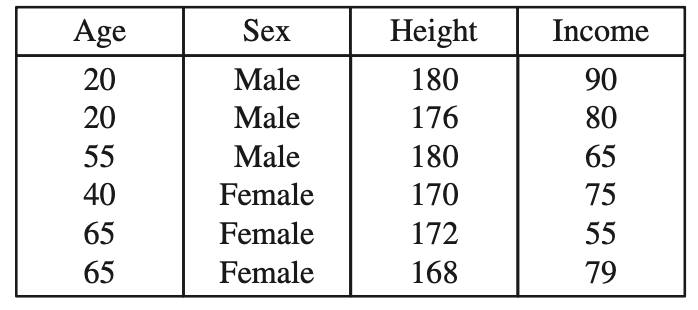 Age Sex Height Income
20 Male 180 90
20 Male 176 80
55 Male 180 65
40 Female 170 75
65 Female 172 55
65 Female 168 79